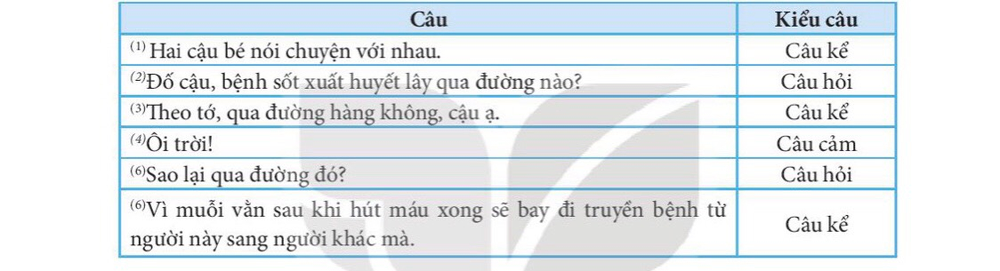 Câu Kiểu câu
(1) Hai cậu bé nói chuyện với nhau. Câu kể
(2)Đố cậu, bệnh sốt xuất huyết lây qua đường nào? Câu hỏi
(3)Theo tớ, qua đường hàng không, cậu ạ. Câu kể
(4)Ôi trời! Câu cảm
(6)Sao lại qua đường đó? Câu hỏi
(6)Vì muỗi vằn sau khi hút máu xong sẽ bay đi truyền bệnh từ
người này sang người khác mà. Câu kể